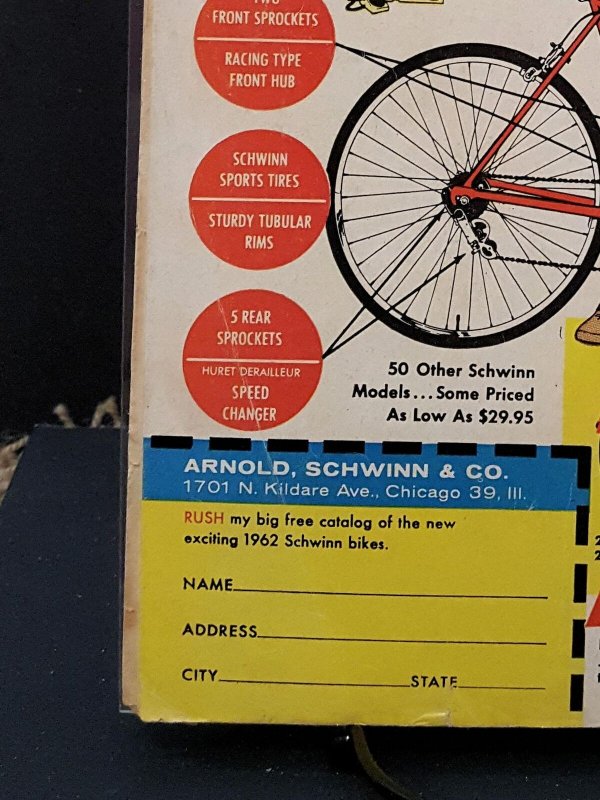 TWO
FRONT SPROCKETS
RACING TYPE
FRONT HUB
SCHWINN
SPORTS TIRES
STURDY TUBULAR
RIMS
5 REAR
SPROCKETS
HURET DERAILLEUR
SPEED
CHANGER
50 Other Schwinn
Models...Some Priced
As Low As $29.95
ARNOLD, SCHWINN & CO.
1701 N. Kildare Ave., Chicago 39, Ill.
RUSH my big free catalog of the new
exciting 1962 Schwinn bikes.
NAME
ADDRESS
CITY STATE